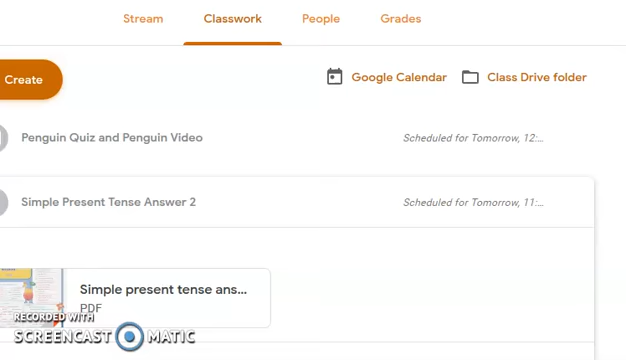 Stream Classwork People Grades
Create Google Calendar Class Drive folder
Penguin Quiz and Penguin Video Scheduled for Tomorrow, 12:...
Simple Present Tense Answer 2 Scheduled for Tomorrow, 11:...
Simple present tense ans...
PDF
RECORDED WITH
SCREENCAST MATIC